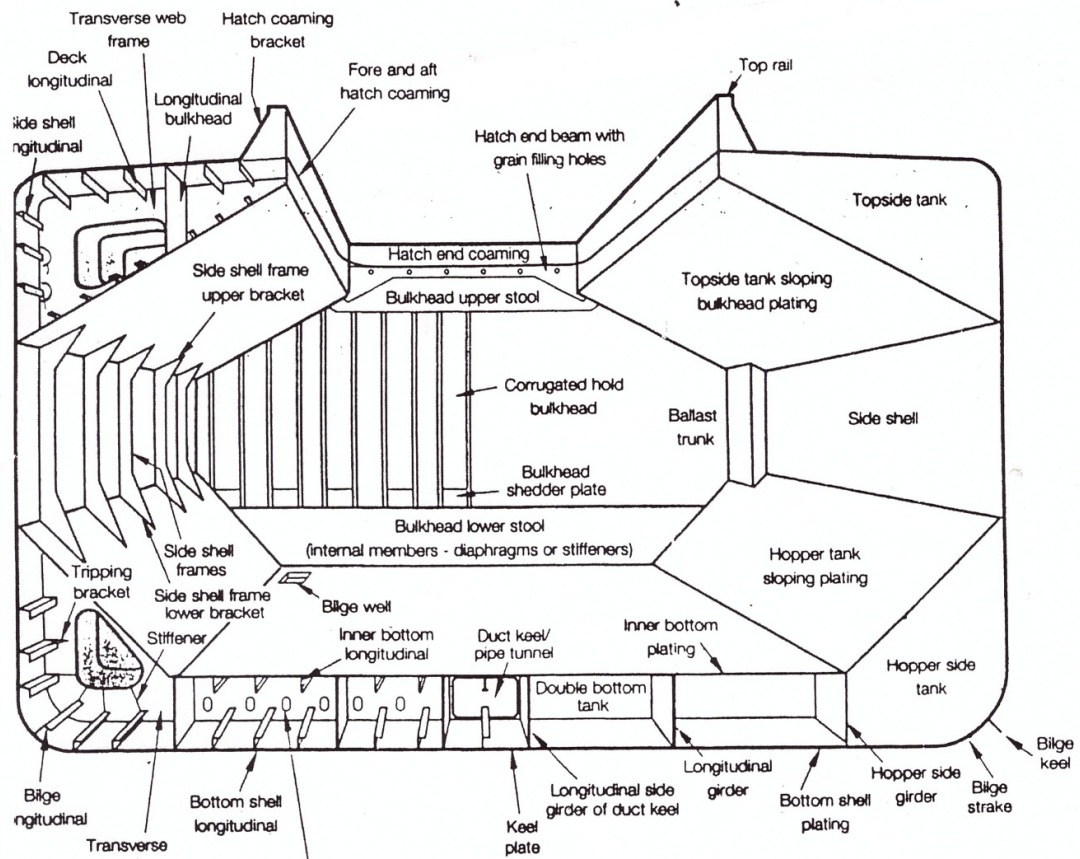 Transverse web
frame
Hatch coaming
bracket
Deck
longitudinal
Longitudinal
bulkhead
Fore and aft
hatch coaming
Top rail
ide shell
ngitudinal
Hatch end beam with
grain filling holes
Topside tank
Hatch end coaming
Side shell frame
upper bracket
Bulkhead upper stool
Topside tank sloping
bulkhead plating
Corrugated hold
bulkhead
Ballast
trunk
Side shell
Bulkhead
shedder plate
Bulkhead lower stool
(internal members - diaphragms or stiffeners)
Side shell
frames
Hopper tank
sloping plating
Tripping
bracket
Side shell frame
lower bracket
Bilge well
Stiffener
Inner bottom
longitudinal
Duct keel/
pipe tunnel
Inner bottom
plating
Hopper side
tank
Double bottom
tank
Bilge
keel
Bilge
ngitudinal
Transverse
Bottom shell
longitudinal
Keel
plate
Longitudinal side
girder of duct keel
Longitudinal
girder
Bottom shell
plating
Hopper side
girder
Bilge
strake